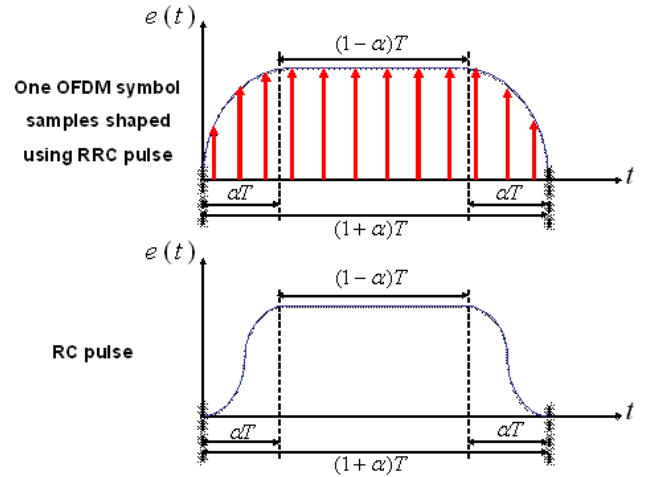 e(t)
(1-α)T
One OFDM symbol
samples shaped
using RRC pulse
t
αT
αT
(1+α)T
e(t)
(1-α)T
RC pulse
t
αT
αT
(1+α)T